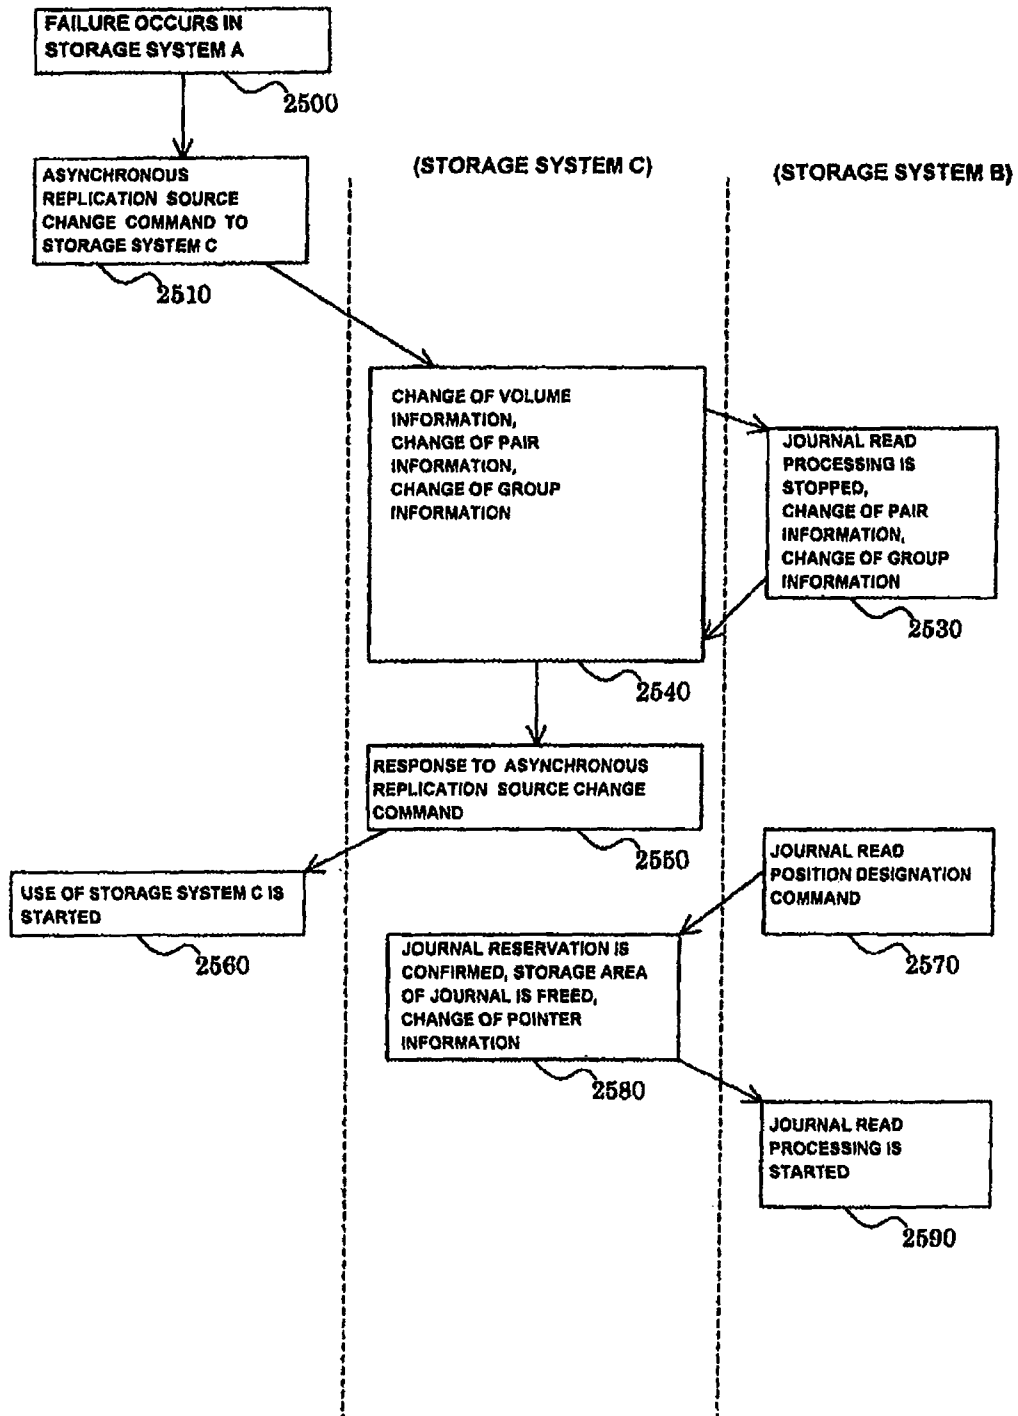 FAILURE OCCURS IN
STORAGE SYSTEM A
2500
ASYNCHRONOUS
REPLICATION SOURCE
CHANGE COMMAND TO
STORAGE SYSTEM C
2510
(STORAGE SYSTEM C)
(STORAGE SYSTEM B)
CHANGE OF VOLUME
INFORMATION,
CHANGE OF PAIR
INFORMATION,
CHANGE OF GROUP
INFORMATION
2540
JOURNAL READ
PROCESSING IS
STOPPED,
CHANGE OF PAIR
INFORMATION,
CHANGE OF GROUP
INFORMATION
2530
RESPONSE TO ASYNCHRONOUS
REPLICATION SOURCE CHANGE
COMMAND
2550
USE OF STORAGE SYSTEM C IS
STARTED
2560
JOURNAL READ
POSITION DESIGNATION
COMMAND
2570
JOURNAL RESERVATION IS
CONFIRMED, STORAGE AREA
OF JOURNAL IS FREED,
CHANGE OF POINTER
INFORMATION
2580
JOURNAL READ
PROCESSING IS
STARTED
2590